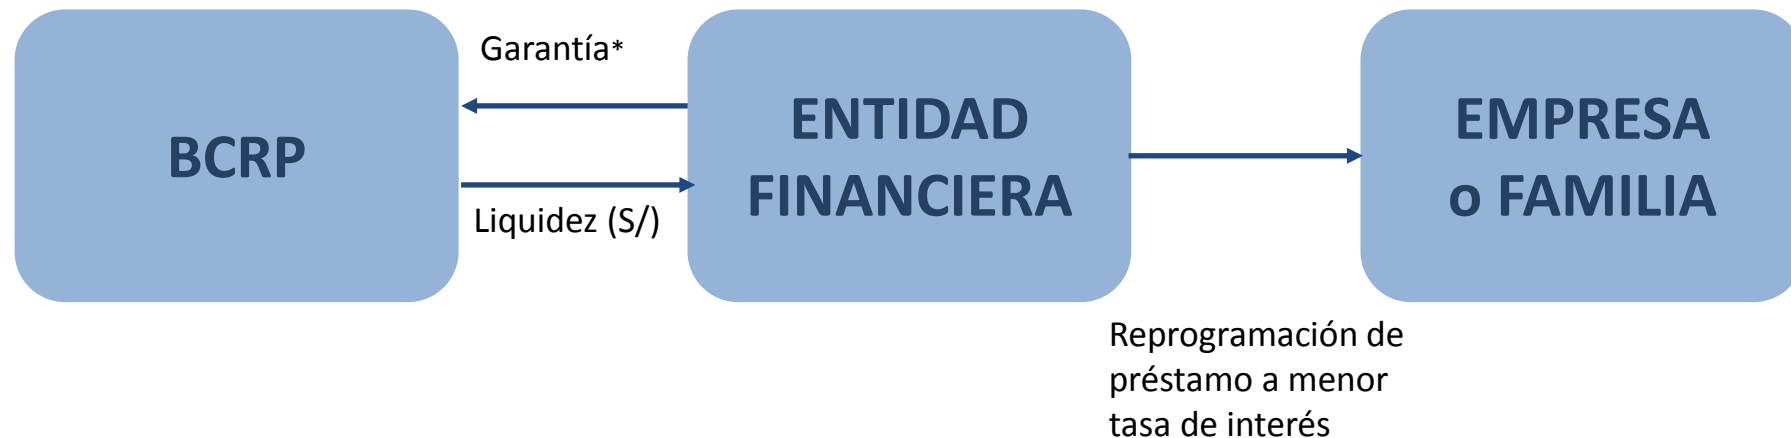 BCRP
Garantía*
Liquidez (S/)
ENTIDAD
FINANCIERA
EMPRESA
o FAMILIA
Reprogramación de
préstamo a menor
tasa de interés